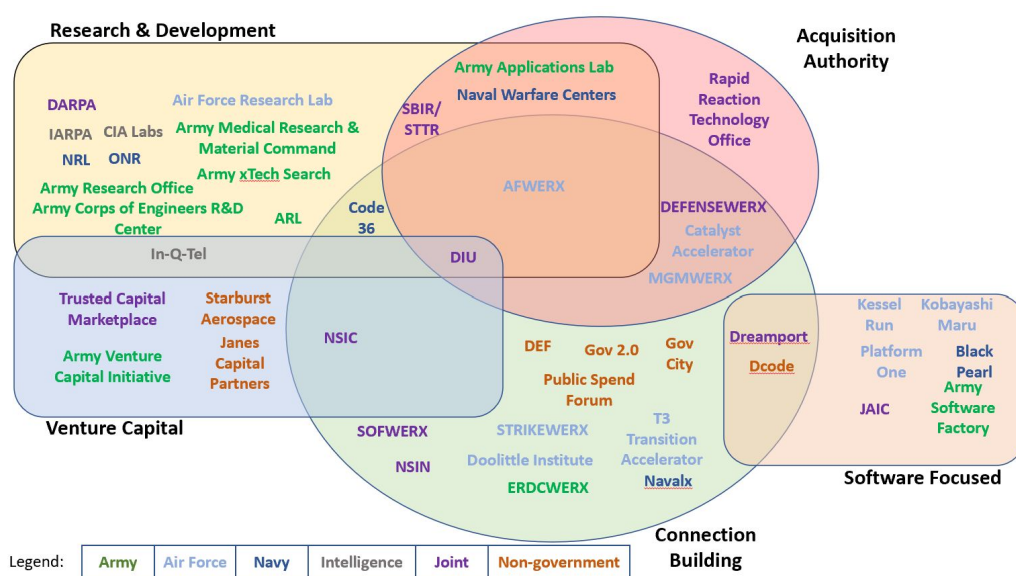 Research & Development
Acquisition
Authority
Army Applications Lab
Naval Warfare Centers
SBIR/
STTR
Rapid
Reaction
Technology
Office
DARPA
Air Force Research Lab
IARPA
CIA Labs
Army Medical Research &
Material Command
NRL
ONR
Army xTech Search
Army Research Office
Army Corps of Engineers R&D
Center
ARL
Code
36
AFWERX
DEFENSEWERX
Catalyst
Accelerator
MGMWERX
In-Q-Tel
DIU
Trusted Capital
Marketplace
Starburst
Aerospace
Janes
Capital
Partners
Army Venture
Capital Initiative
NSIC
Venture Capital
DEF
Gov 2.0
Gov
City
Public Spend
Forum
Dreamport
Dcode
Kessel
Run
Kobayashi
Maru
Platform
One
Black
Pearl
JAIC
Army
Software
Factory
Software Focused
SOFWERX
NSIN
STRIKEWERX
Doolittle Institute
ERDCWERX
T3
Transition
Accelerator
Navalx
Connection
Building
Legend:
Army
Air Force
Navy
Intelligence
Joint
Non-government